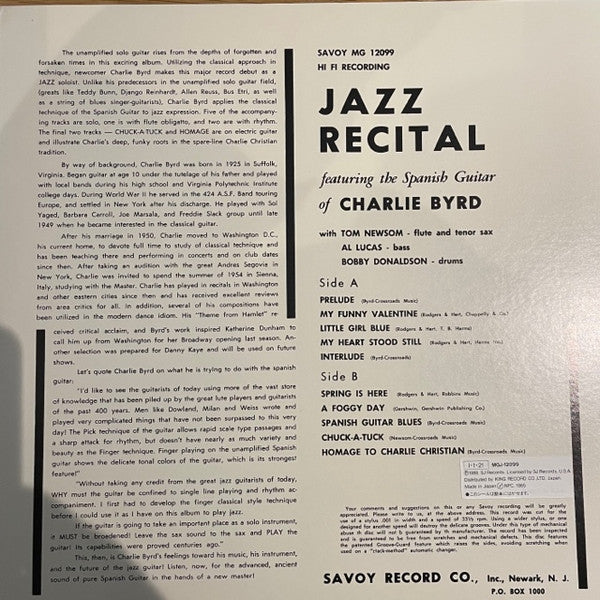 The unamplified solo guitar rises from the depths of forgotten and
forsaken times in this exciting album. Utilizing the classical approach in
technique, newcomer Charlie Byrd makes this major record debut as a
JAZZ soloist. Unlike his predecessors in the unamplified solo guitar field,
(greats like Teddy Bunn, Django Reinhardt, Allen Reuss, Bus Etri, as well
as a string of blues singer-guitarists), Charlie Byrd applies the classical
technique of the Spanish Guitar to jazz expression. Five of the accompany-
ing tracks are solo, one is with flute obligatto, and two are with rhythm.
The final two tracks — CHUCK-A-TUCK and HOMAGE are on electric guitar
and illustrate Charlie's deep, funky roots in the spare-line Charlie Christian
tradition.
By way of background, Charlie Byrd was born in 1925 in Suffolk,
Virginia. Began guitar at age 10 under the tutelage of his father and played
with local bands during his high school and Virginia Polytechnic Institute
college days. During World War II he served in the 424 A.S.F. Band touring
Europe, and settled in New York after his discharge. He played with Sol
Yaged, Barbara Carroll, Joe Marsala, and Freddie Slack group until late
1949 when he became interested in the classical guitar.
After his marriage in 1950, Charlie moved to Washington D.C.,
his current home, to devote full time to study of classical technique and
has been teaching there and performing in concerts and on club dates
since then. After taking an audition with the great Andres Segovia in
New York, Charlie was invited to spend the summer of 1954 in Sienna,
Italy, studying with the Master. Charlie has played in recitals in Washington
and other eastern cities since then and has received excellent reviews
from area critics for all. In addition, several of his compositions have
been utilized in the modern dance idiom. His "Theme from Hamlet" re-
ceived critical acclaim, and Byrd's work inspired Katherine Dunham to
call him up from Washington for her Broadway opening last season. An-
other selection was prepared for Danny Kaye and will be used on future
shows.
Let's quote Charlie Byrd on what he is trying to do with the spanish
guitar:
"I'd like to see the guitarists of today using more of the vast store
of knowledge that has been piled up by the great lute players and guitarists
of the past 400 years. Men like Dowland, Milan and Weiss wrote and
played very complicated things that have not been surpassed to this very
day! The Pick technique of the guitar allows rapid scale type passages and
a sharp attack for rhythm, but doesn't have nearly as much variety and
beauty as the Finger technique. Finger playing on the unamplified Spanish
guitar shows the delicate tonal colors of the guitar, which is its strongest
feature!"
"Without taking any credit from the great jazz guitarists of today,
WHY must the guitar be confined to single line playing and rhythm ac-
companiment. I first had to develop the finger classical style technique
before I could use it as I have on this album to play jazz.
If the guitar is going to take an important place as a solo instrument,
it MUST be broadened! Leave the sax sound to the sax and PLAY the
guitar! Its capabilities were proved centuries ago."
This, then, is Charlie Byrd's feelings toward his music, his instrument,
and the future of the jazz guitar! Listen, now, for the advanced, ancient
sound of pure Spanish Guitar in the hands of a new master!
SAVOY MG 12099
HI FI RECORDING
JAZZ
RECITAL
featuring the Spanish Guitar
of CHARLIE BYRD
with TOM NEWSOM - flute and tenor sax
AL LUCAS - bass
BOBBY DONALDSON - drums
Side A
PRELUDE (Byrd-Crossroads Music)
MY FUNNY VALENTINE (Rodgers & Hart, Chappelly & Co.)
LITTLE GIRL BLUE (Rodgers & Hart, T. B. Harms)
MY HEART STOOD STILL (Rodgers & Hart, Harms Inc.)
INTERLUDE (Byrd-Crossroads)
Side B
SPRING IS HERE (Rodgers & Hart, Robbins Music)
A FOGGY DAY (Gershwin, Gershwin Publishing Co.)
SPANISH GUITAR BLUES (Byrd-Crossroads Music)
CHUCK-A-TUCK (Newsom-Crossroads Music)
HOMAGE TO CHARLIE CHRISTIAN (Byrd-Crossroads Music)
1-1-21 MGJ-12099
SJ Records, U.S.A
Distributed by KING RECORD CO.,LTD. Japan.
Made in Japan
Your comments and suggestions on this or any Savoy recording will be greatly
appreciated. Please write to us, at the above address. This record was cut for the
use of a stylus .001 in width and a speed of 33⅓ rpm. Using a wider stylus, or one
designed for another speed will destroy the delicate grooves. Under this type of mechanical
abuse th disc will not b guaranteed by th manufacturer. The record has been inspected
and is guaranteed to be free from scratches and mechanical defects. This disc features
the patented Groove-Guard feature which raises the sides, avoiding scratching when
used on a "stack-method" automatic changer.
SAVOY RECORD CO., Inc., Newark, N. J.
P.O. BOX 1000